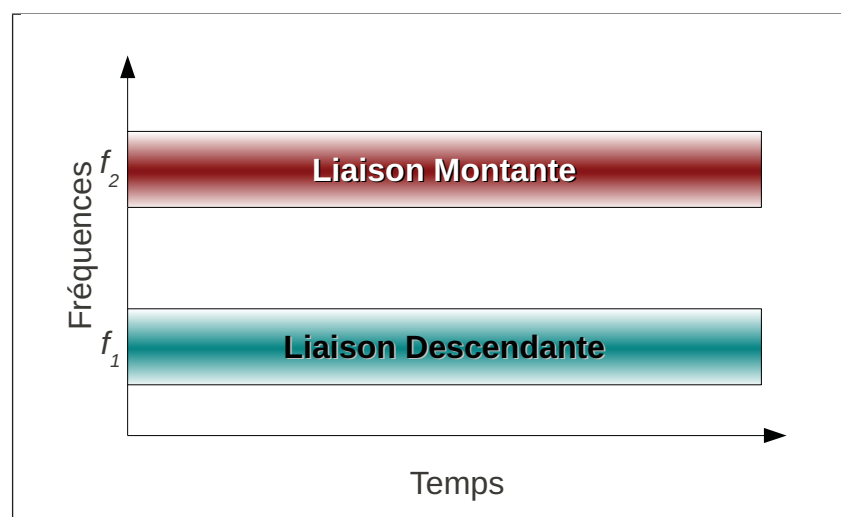 Fréquences
f2
Liaison Montante
f1
Liaison Descendante
Temps